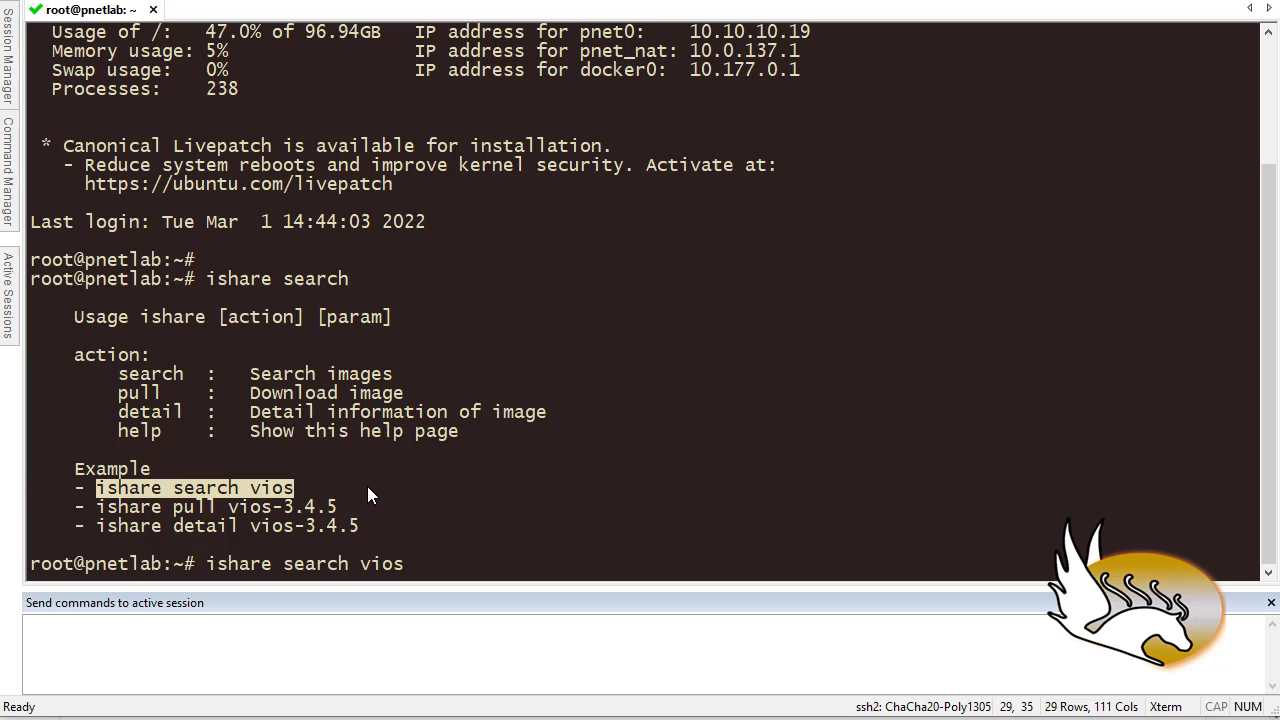 root@pnetlab: ~
Session Manager
Command Manager
Active Sessions
Usage of /: 47.0% of 96.94GB IP address for pnet0: 10.10.10.19
Memory usage: 5% IP address for pnet_nat: 10.0.137.1
Swap usage: 0% IP address for docker0: 10.177.0.1
Processes: 238
* Canonical Livepatch is available for installation.
- Reduce system reboots and improve kernel security. Activate at:
https://ubuntu.com/livepatch
Last login: Tue Mar 1 14:44:03 2022
root@pnetlab:~#
root@pnetlab:~# ishare search
Usage ishare [action] [param]
action:
search : Search images
pull : Download image
detail : Detail information of image
help : Show this help page
Example
- ishare search vios
- ishare pull vios-3.4.5
- ishare detail vios-3.4.5
root@pnetlab:~# ishare search vios
Send commands to active session
Ready ssh2: ChaCha20-Poly1305 29, 35 29 Rows, 111 Cols Xterm CAP NUM